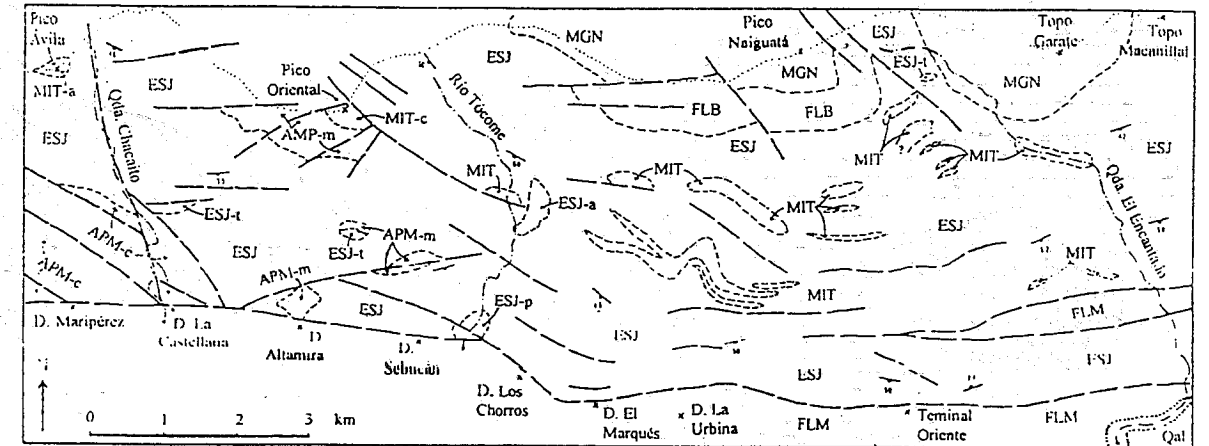 Pico
Ávila
MIT-a
ESJ
Qda. Chacaito
ESJ
Pico
Oriental
AMP-m
MIT-c
Río Tócome
ESJ
MGN
FLB
ESJ
Pico
Naiguatá
MGN
FLB
ESJ
ESJ-t
Topo
Garate
MGN
Topo
Macanillal
ESJ
MIT
MIT
Qda. El Encantado
MIT
ESJ-a
MIT
MIT
ESJ
ESJ-t
APM-c
APM-c
ESJ
ESJ-t
APM-m
APM-m
ESJ
ESJ-p
MIT
MIT
FLM
ESJ
ESJ
ESJ
D. Maripérez
D. La
Castellana
D.
Altamira
D.
Sebucán
D. Los
Chorros
D. El
Marqués
D. La
Urbina
FLM
Teminal
Oriente
FLM
Qal
0 1 2 3 km